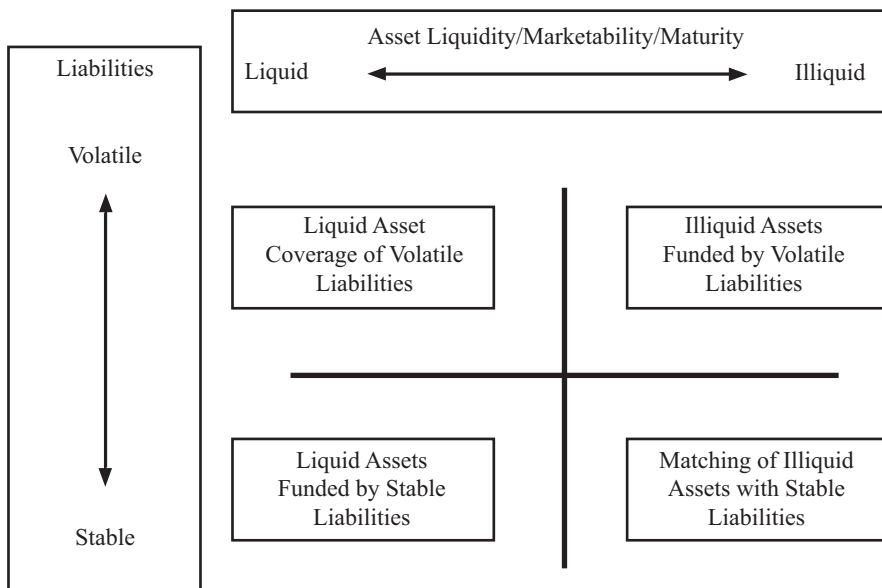 Asset Liquidity/Marketability/Maturity
Liquid
Illiquid
Liabilities
Volatile
Stable
Liquid Asset
Coverage of Volatile
Liabilities
Illiquid Assets
Funded by Volatile
Liabilities
Liquid Assets
Funded by Stable
Liabilities
Matching of Illiquid
Assets with Stable
Liabilities